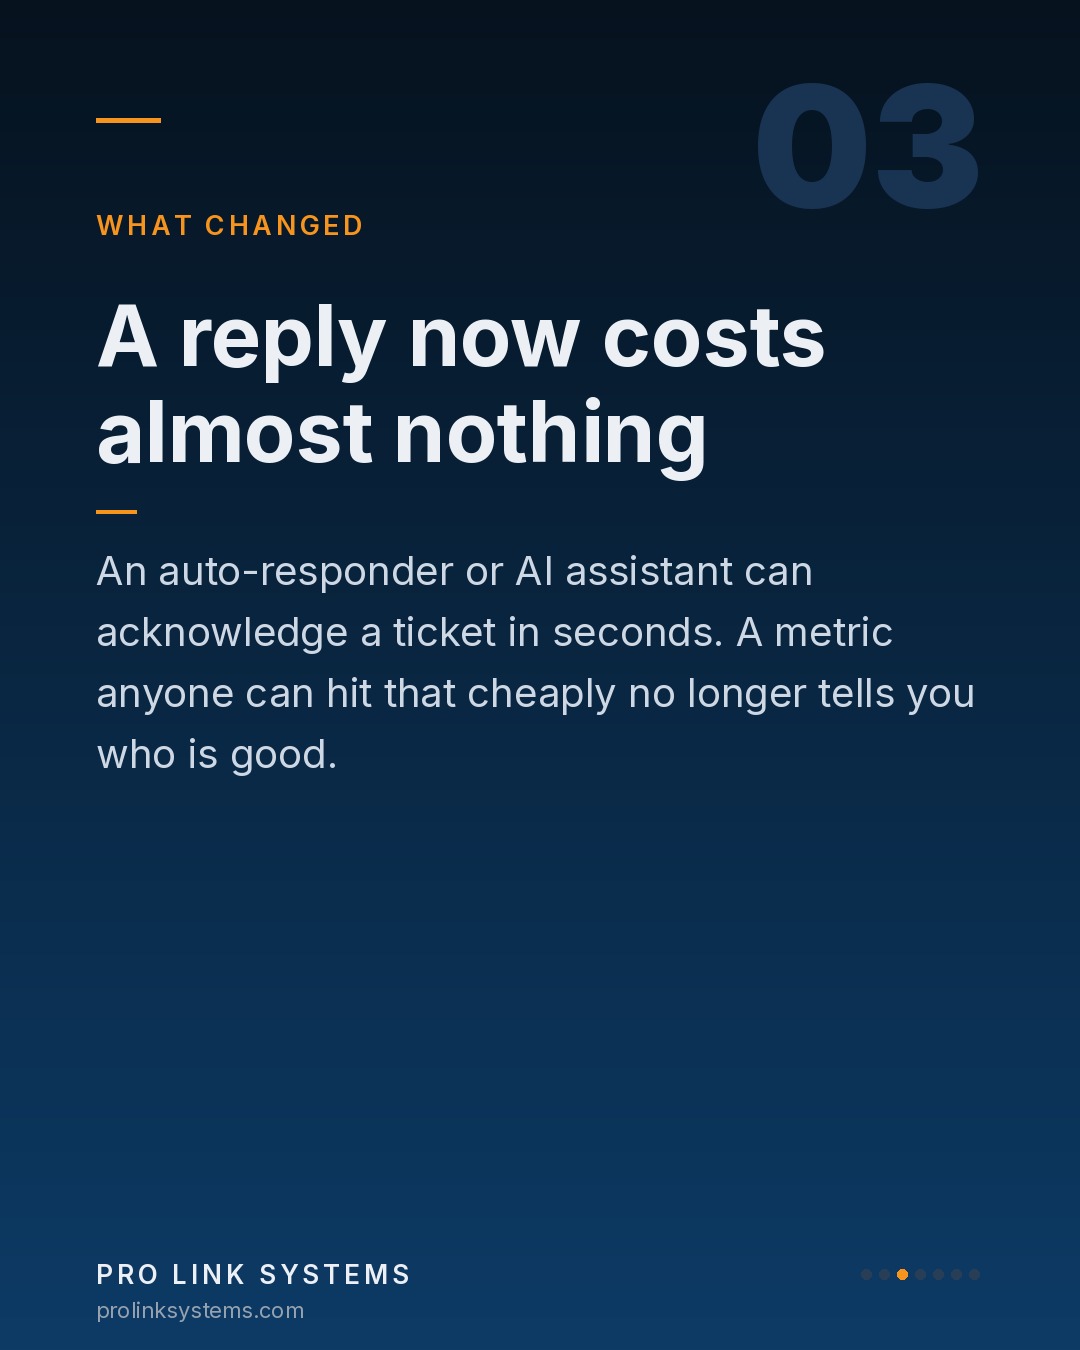 03
WHAT CHANGED
A reply now costs
almost nothing
An auto-responder or AI assistant can
acknowledge a ticket in seconds. A metric
anyone can hit that cheaply no longer tells you
who is good.
PRO LINK SYSTEMS
prolinksystems.com